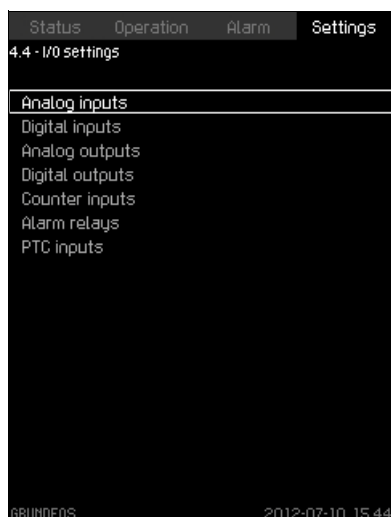 Status Operation Alarm Settings
4.4 - I/O settings
Analog inputs
Digital inputs
Analog outputs
Digital outputs
Counter inputs
Alarm relays
PTC inputs
GRUNDFOS 2012-07-10 15:44